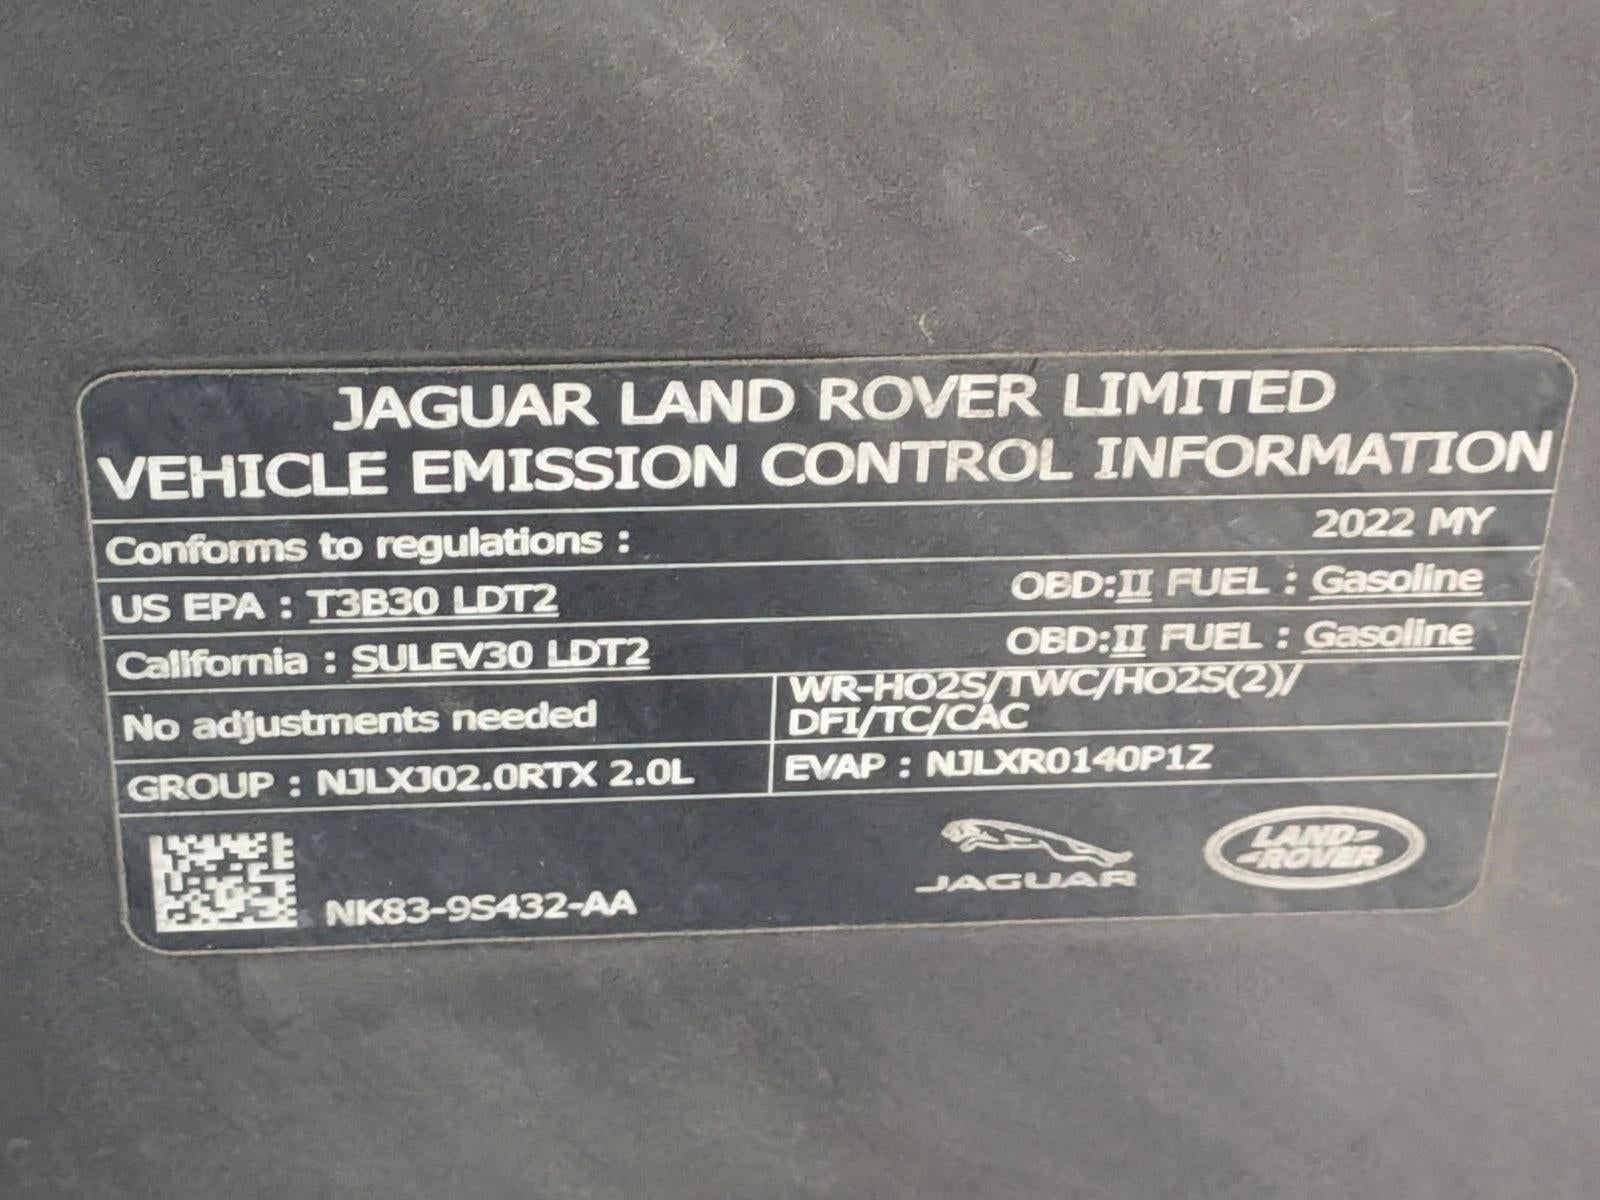 JAGUAR LAND ROVER LIMITED
VEHICLE EMISSION CONTROL INFORMATION
Conforms to regulations : 2022 MY
US EPA : T3B30 LDT2 OBD:II FUEL : Gasoline
California : SULEV30 LDT2 OBD:II FUEL : Gasoline
No adjustments needed
WR-HO2S/TWC/HO2S(2)/
DFI/TC/CAC
GROUP : NJLXJ02.0RTX 2.0L
EVAP : NJLXR0140P1Z
NK83-9S432-AA
JAGUAR
LAND-
-ROVER